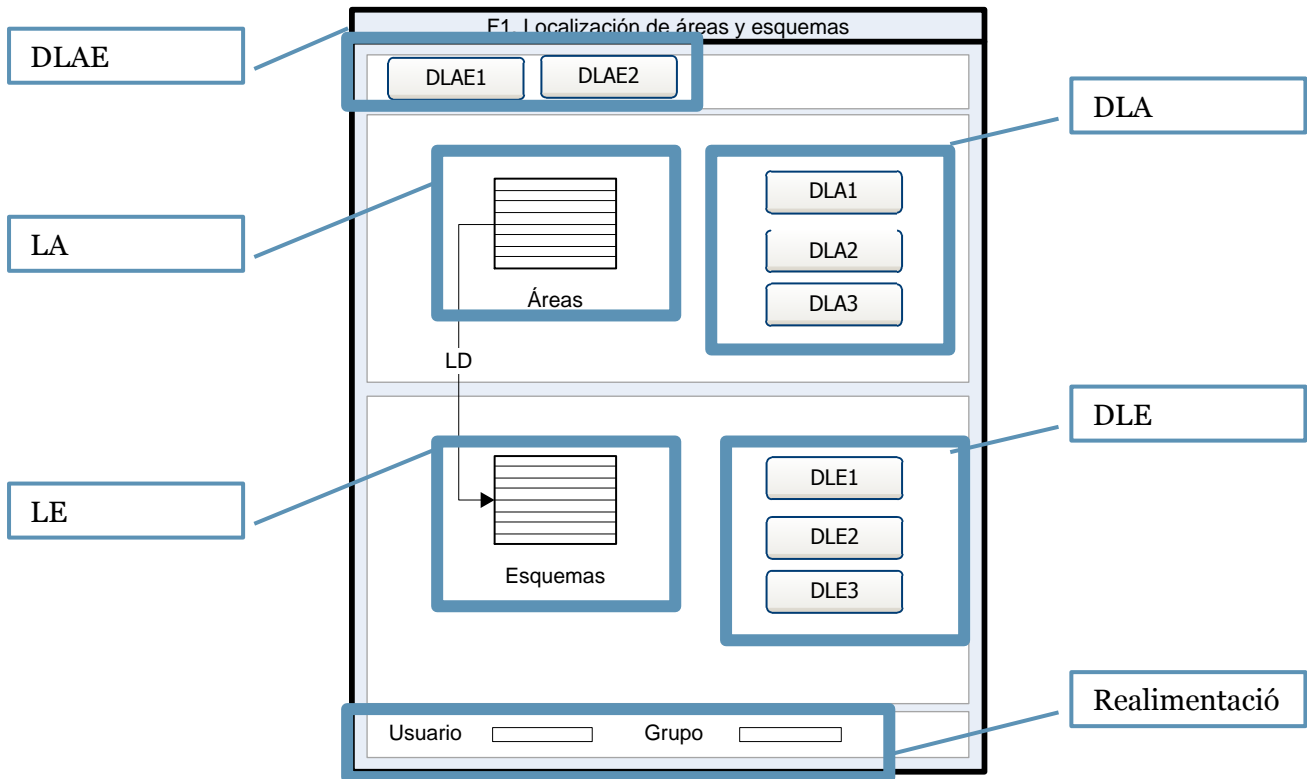 F1. Localización de áreas y esquemas
DLAE
DLAE1
DLAE2
DLA
DLA1
LA
DLA2
DLA3
Áreas
LD
DLE
DLE1
LE
DLE2
Esquemas
DLE3
Realimentació
Usuario
Grupo